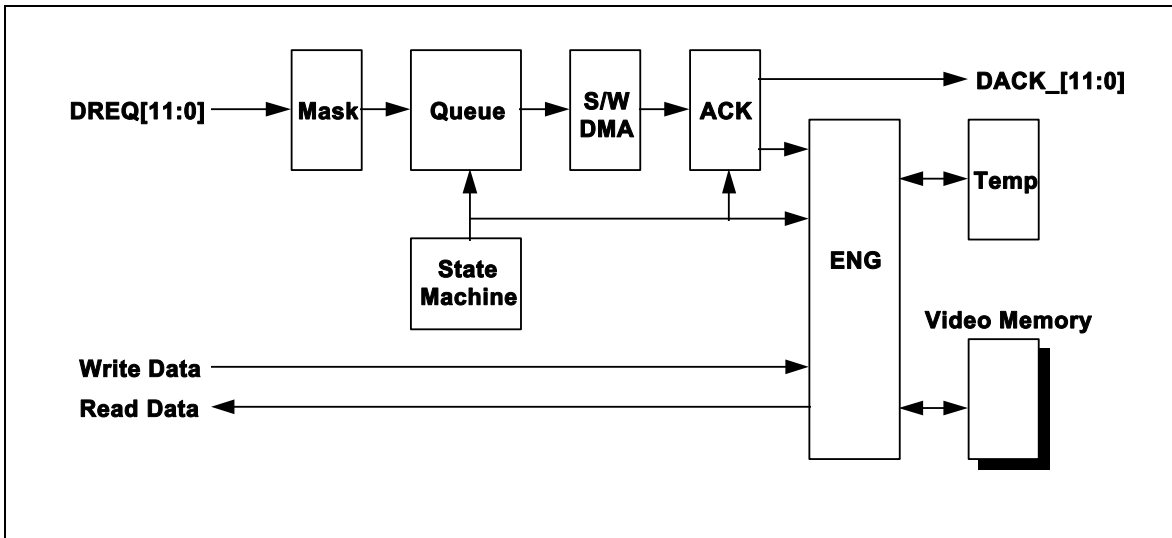 DREQ[11:0]
Mask
Queue
S/W
DMA
ACK
DACK_[11:0]
Temp
ENG
State
Machine
Video Memory
Write Data
Read Data